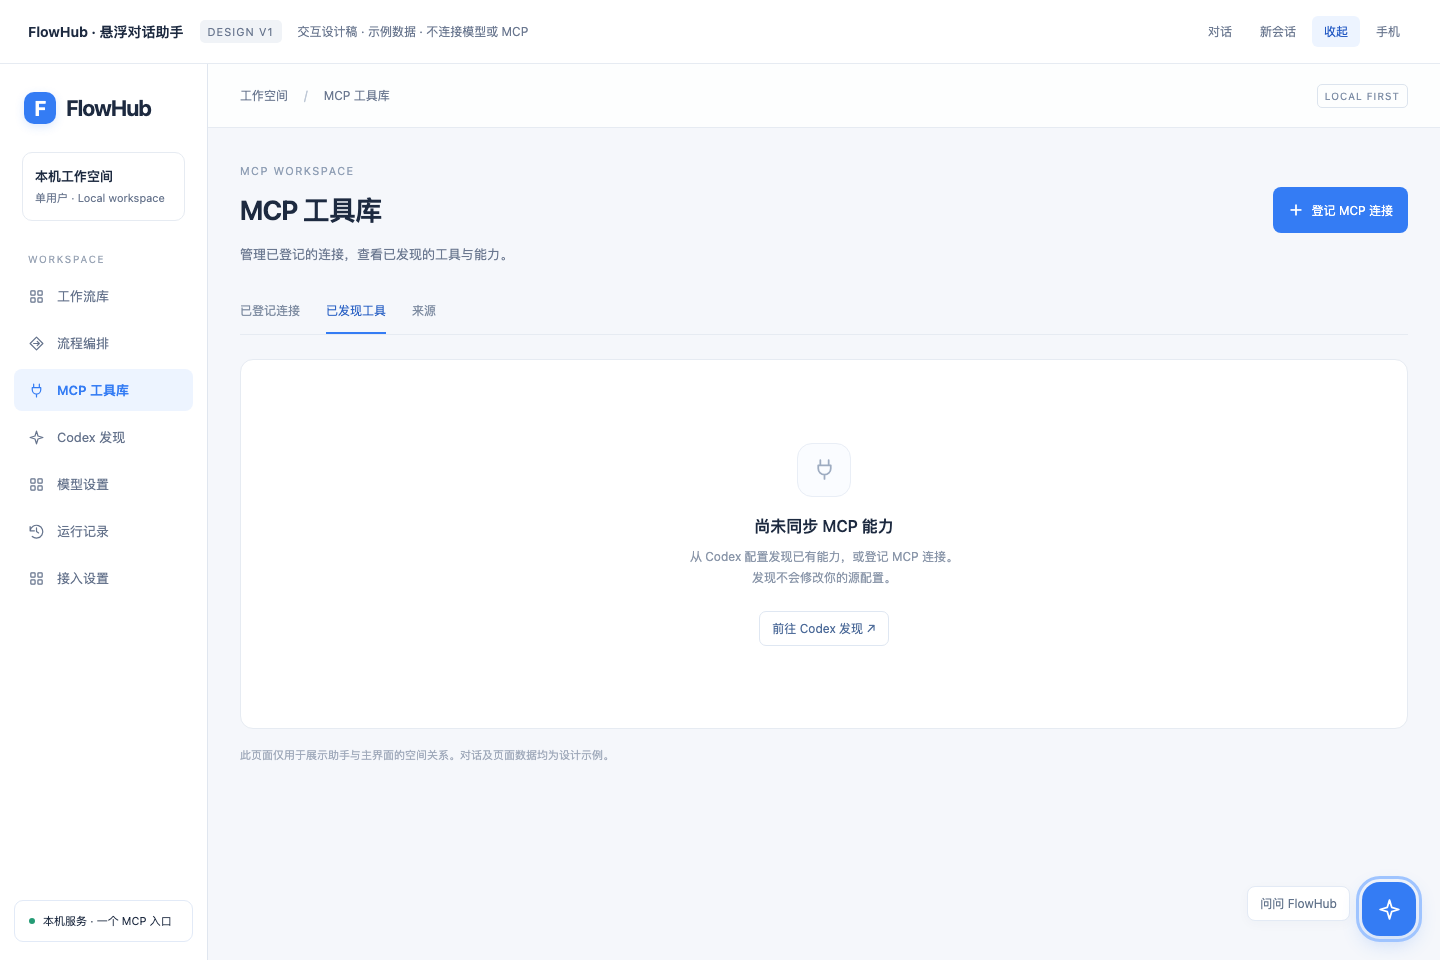 FlowHub · 悬浮对话助手
DESIGN V1
交互设计稿 · 示例数据 · 不连接模型或 MCP
对话
新会话
收起
手机
F
FlowHub
工作空间 / MCP 工具库
LOCAL FIRST
本机工作空间
单用户 · Local workspace
WORKSPACE
工作流库
流程编排
MCP 工具库
Codex 发现
模型设置
运行记录
接入设置
本机服务 · 一个 MCP 入口
MCP WORKSPACE
MCP 工具库
管理已登记的连接，查看已发现的工具与能力。
登记 MCP 连接
已登记连接
已发现工具
来源
尚未同步 MCP 能力
从 Codex 配置发现已有能力，或登记 MCP 连接。
发现不会修改你的源配置。
前往 Codex 发现 ↗
此页面仅用于展示助手与主界面的空间关系。对话及页面数据均为设计示例。
问问 FlowHub